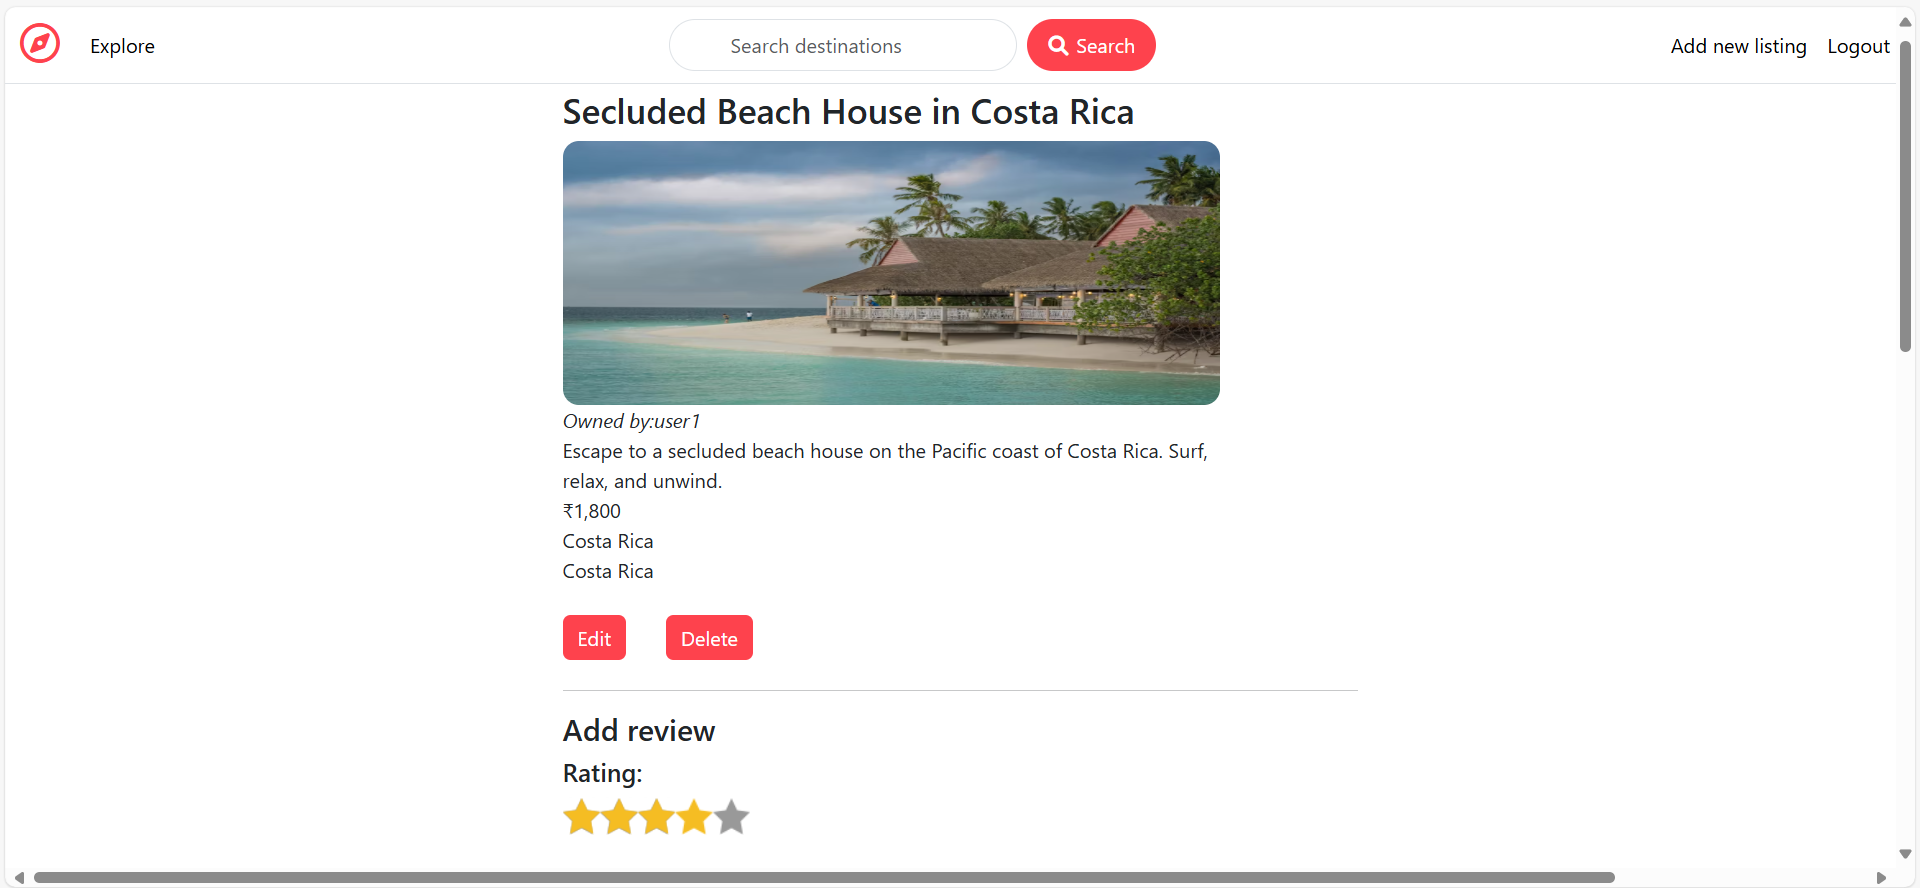 Explore
Search destinations
Search
Add new listing
Logout
Secluded Beach House in Costa Rica
Owned by:user1
Escape to a secluded beach house on the Pacific coast of Costa Rica. Surf,
relax, and unwind.
₹1,800
Costa Rica
Costa Rica
Edit
Delete
Add review
Rating: